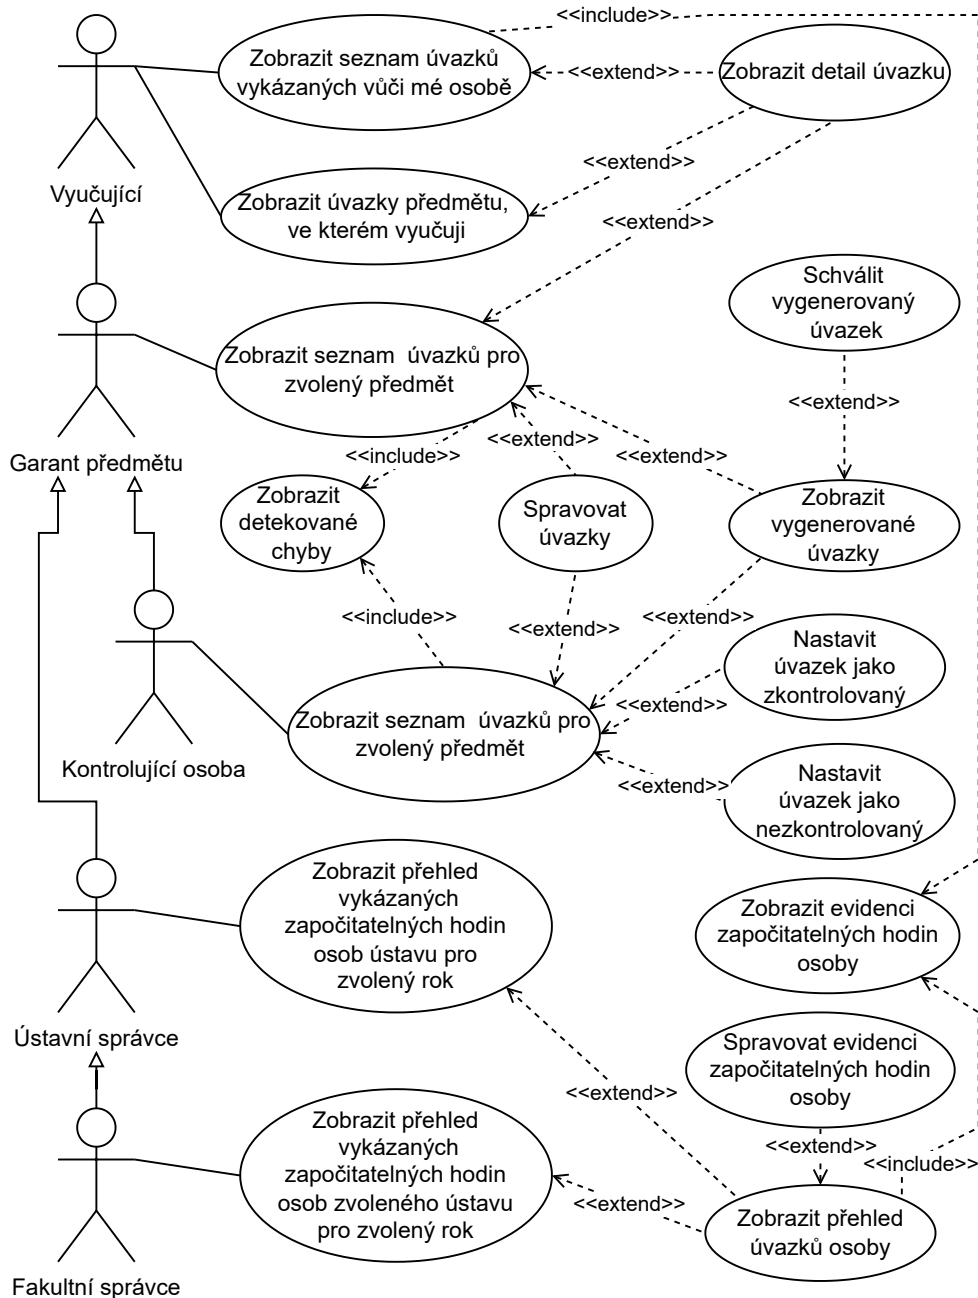 <<include>>
Zobrazit seznam úvazků
vykázaných vůči mé osobě
<<extend>>
Zobrazit detail úvazku
<<extend>>
Vyučující
Zobrazit úvazky předmětu,
ve kterém vyučuji
<<extend>>
Schválit
vygenerovaný
úvazek
Zobrazit seznam  úvazků pro
zvolený předmět
<<extend>>
Garant předmětu
<<include>>
<<extend>>
<<extend>>
Zobrazit
detekované
chyby
Spravovat
úvazky
Zobrazit
vygenerované
úvazky
<<include>>
<<extend>>
<<extend>>
Nastavit
úvazek jako
zkontrolovaný
Zobrazit seznam  úvazků pro
zvolený předmět
<<extend>>
Kontrolující osoba
<<extend>>
Nastavit
úvazek jako
nezkontrolovaný
Zobrazit přehled
vykázaných
započitatelných hodin
osob ústavu pro
zvolený rok
Zobrazit evidenci
započitatelných hodin
osoby
Ústavní správce
Spravovat evidenci
započitatelných hodin
osoby
<<extend>>
Zobrazit přehled
vykázaných
započitatelných hodin
osob zvoleného ústavu
pro zvolený rok
<<extend>>
<<include>>
<<extend>>
Zobrazit přehled
úvazků osoby
Fakultní správce